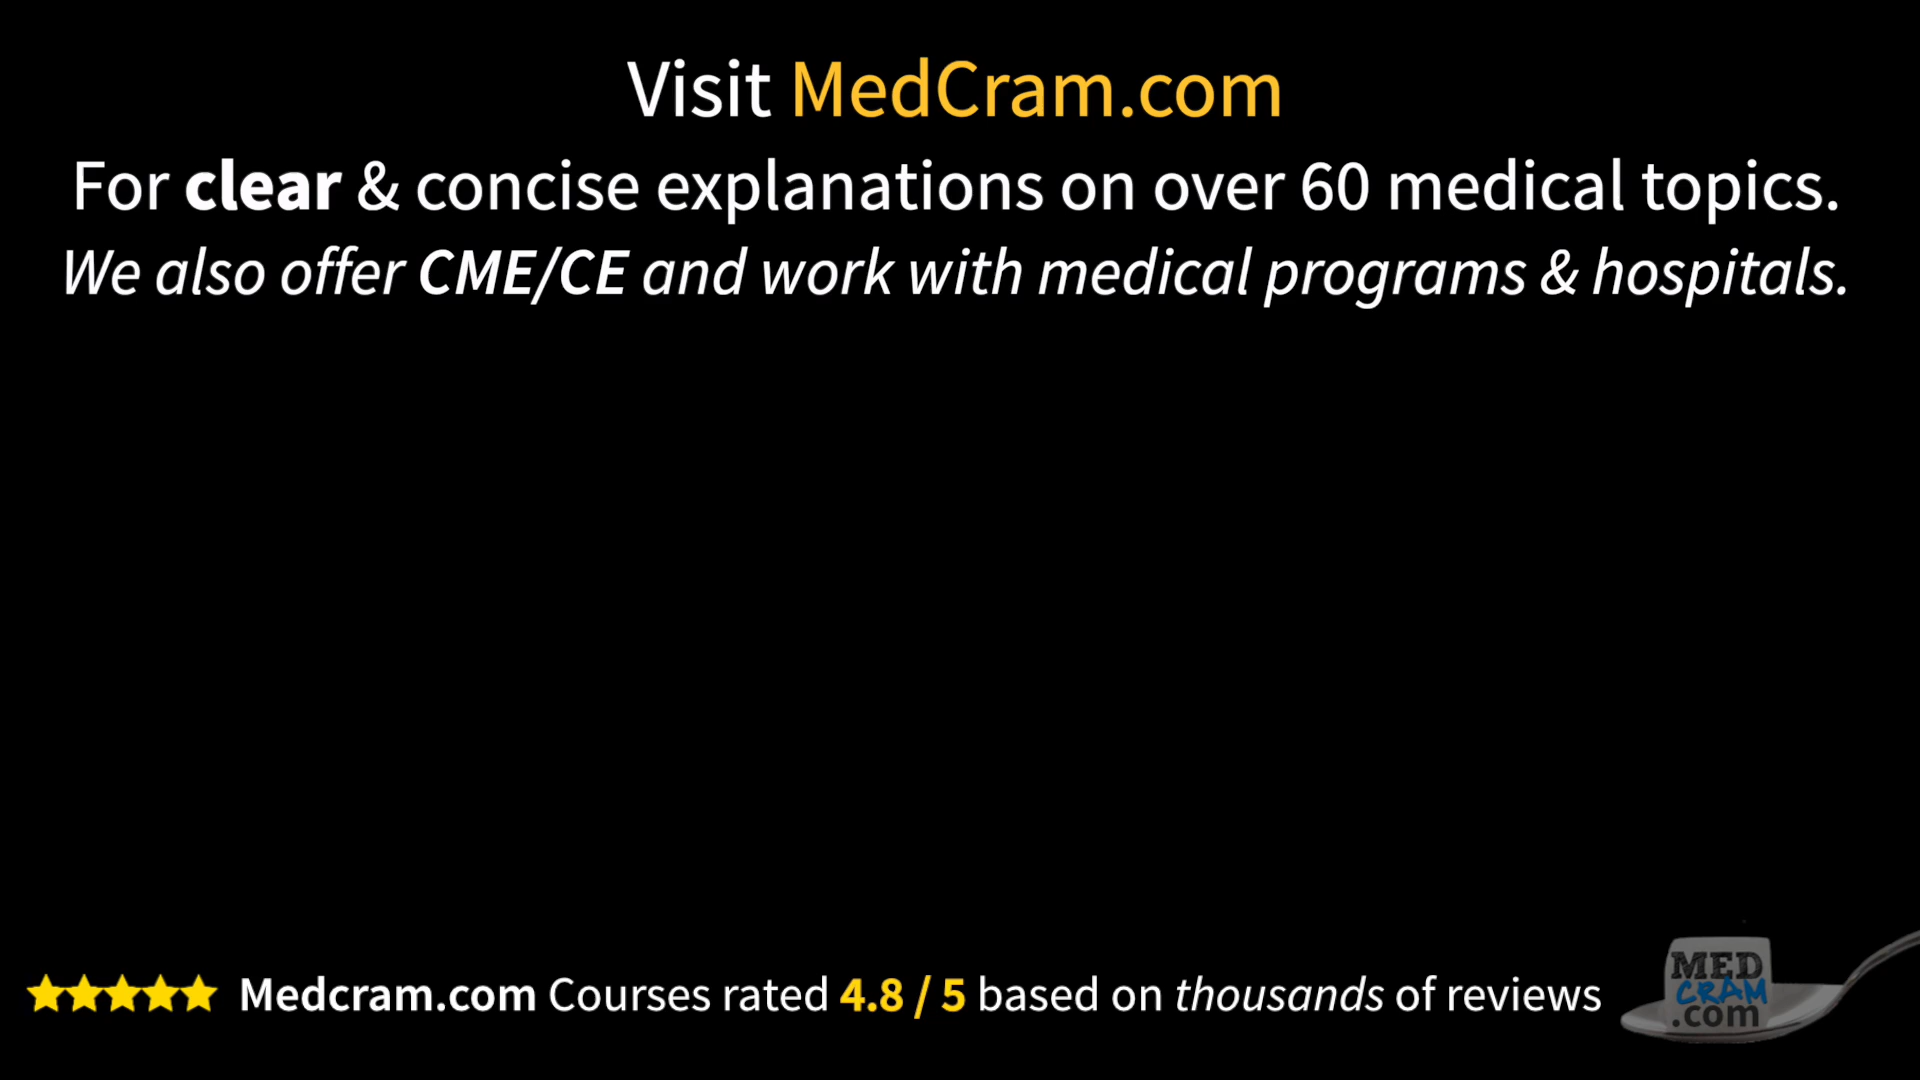 Visit MedCram.com
For clear & concise explanations on over 60 medical topics.
We also offer CME/CE and work with medical programs & hospitals.
Medcram.com Courses rated 4.8 / 5 based on thousands of reviews
MED
CRAM
.com